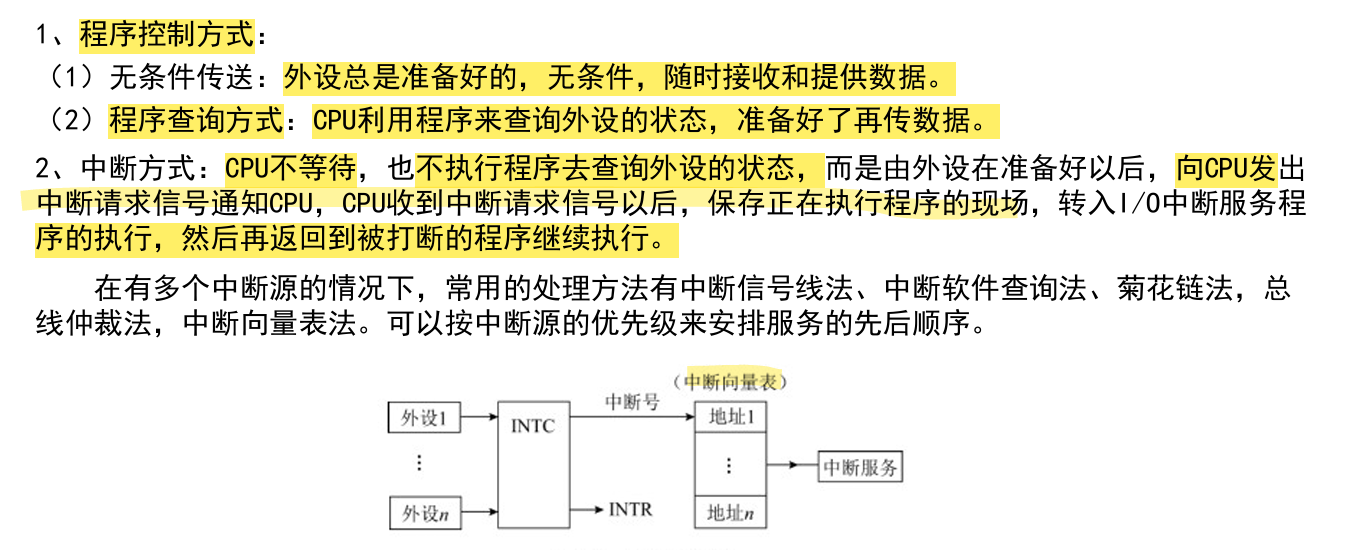 1、程序控制方式：
（1）无条件传送：外设总是准备好的，无条件，随时接收和提供数据。
（2）程序查询方式：CPU利用程序来查询外设的状态，准备好了再传数据。
2、中断方式：CPU不等待，也不执行程序去查询外设的状态，而是由外设在准备好以后，向CPU发出
中断请求信号通知CPU，CPU收到中断请求信号以后，保存正在执行程序的现场，转入I/O中断服务程
序的执行，然后再返回到被打断的程序继续执行。
在有多个中断源的情况下，常用的处理方法有中断信号线法、中断软件查询法、菊花链法，总
线仲裁法，中断向量表法。可以按中断源的优先级来安排服务的先后顺序。
（中断向量表）
中断号
外设1
INTC
地址1
⋮
⋮
中断服务
外设n
INTR
地址n